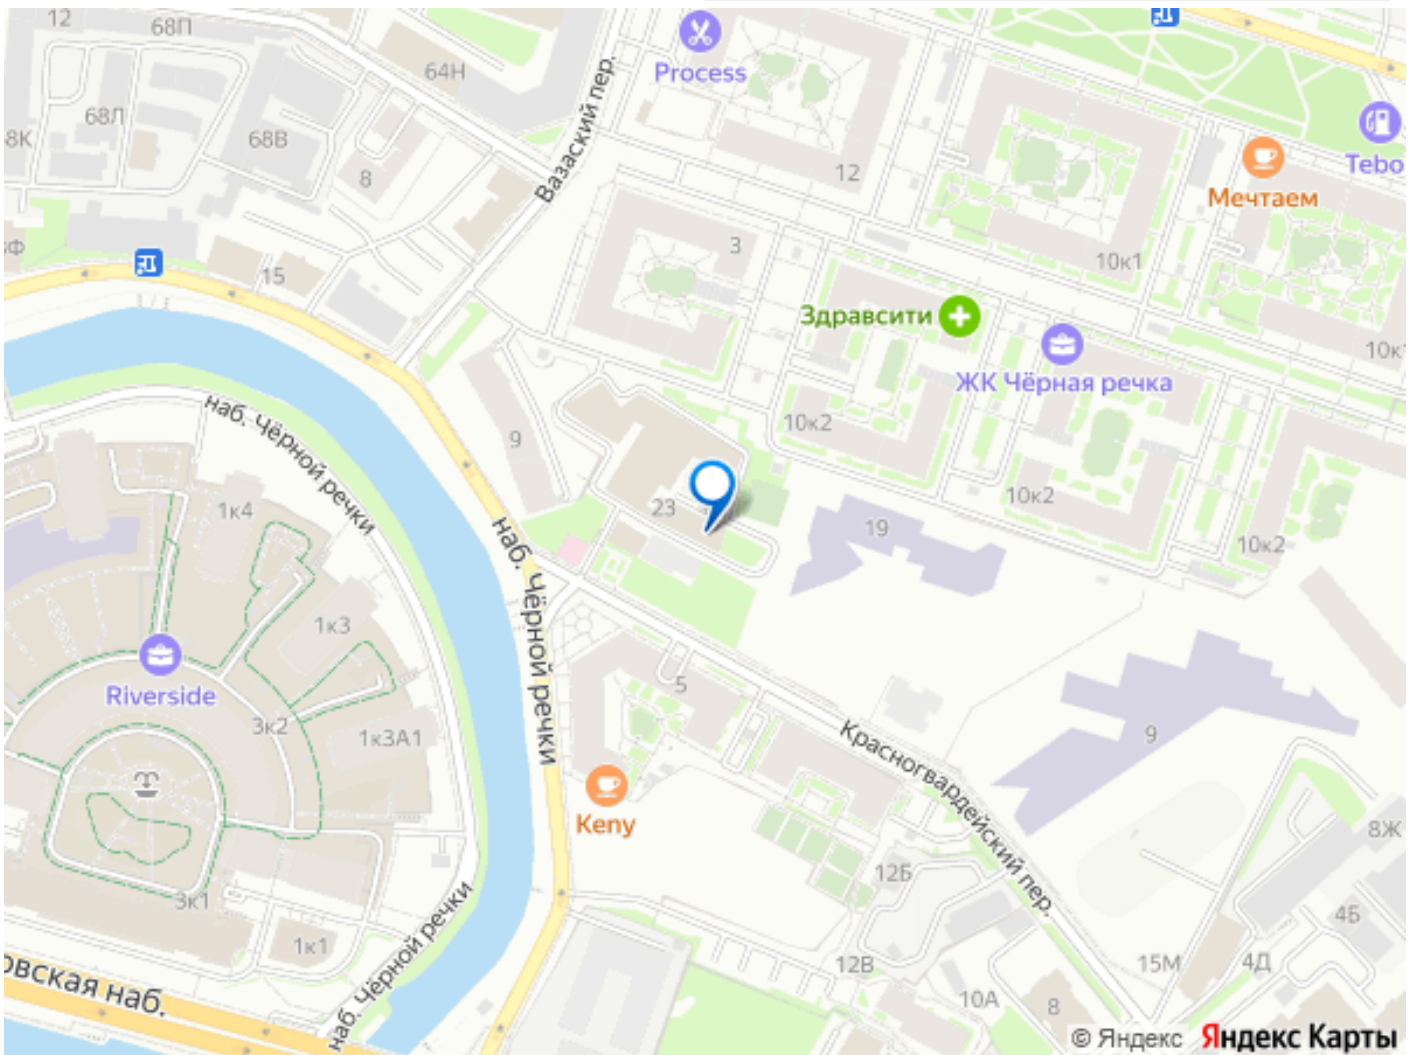 12
68П
64Н
Process
68Л
8К
68В
8
Вазаский пер.
12
Tebo
Мечтаем
3
10к1
15
Ф
Здравсити
10к1
ЖК Чёрная речка
наб. Чёрной речки
9
10к2
1к4
23
19
10к2
10к2
наб. Чёрной речки
1к3
5
Riverside
3к2
1к3А1
Красногвардейский пер.
9
Keny
8Ж
12Б
3к1
4Б
1к1
наб. Чёрной речки
12В
15М
4Д
овская наб.
10А
8
© Яндекс Яндекс Карты